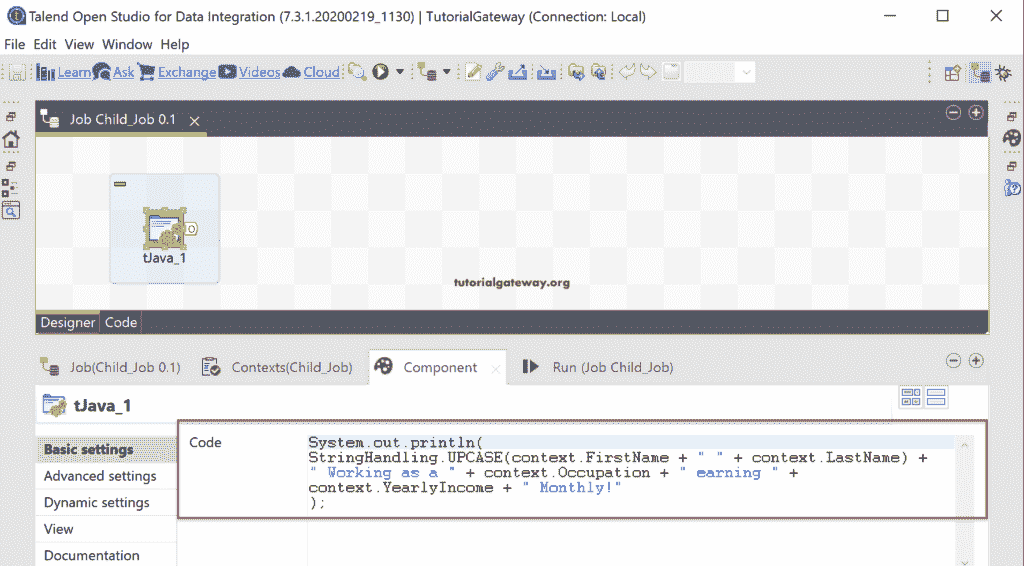 Talend Open Studio for Data Integration (7.3.1.20200219_1130) | TutorialGateway (Connection: Local)
File Edit View Window Help
Learn Ask Exchange Videos Cloud
Job Child_Job 0.1
tJava_1
tutorialgateway.org
Designer Code
Job(Child_Job 0.1) Contexts(Child_Job) Component Run (Job Child_Job)
tJava_1
Basic settings
Advanced settings
Dynamic settings
View
Documentation
Code
System.out.println(
StringHandling.UPCASE(context.FirstName + " " + context.LastName) +
" Working as a " + context.Occupation + " earning " +
context.YearlyIncome + " Monthly!"
);